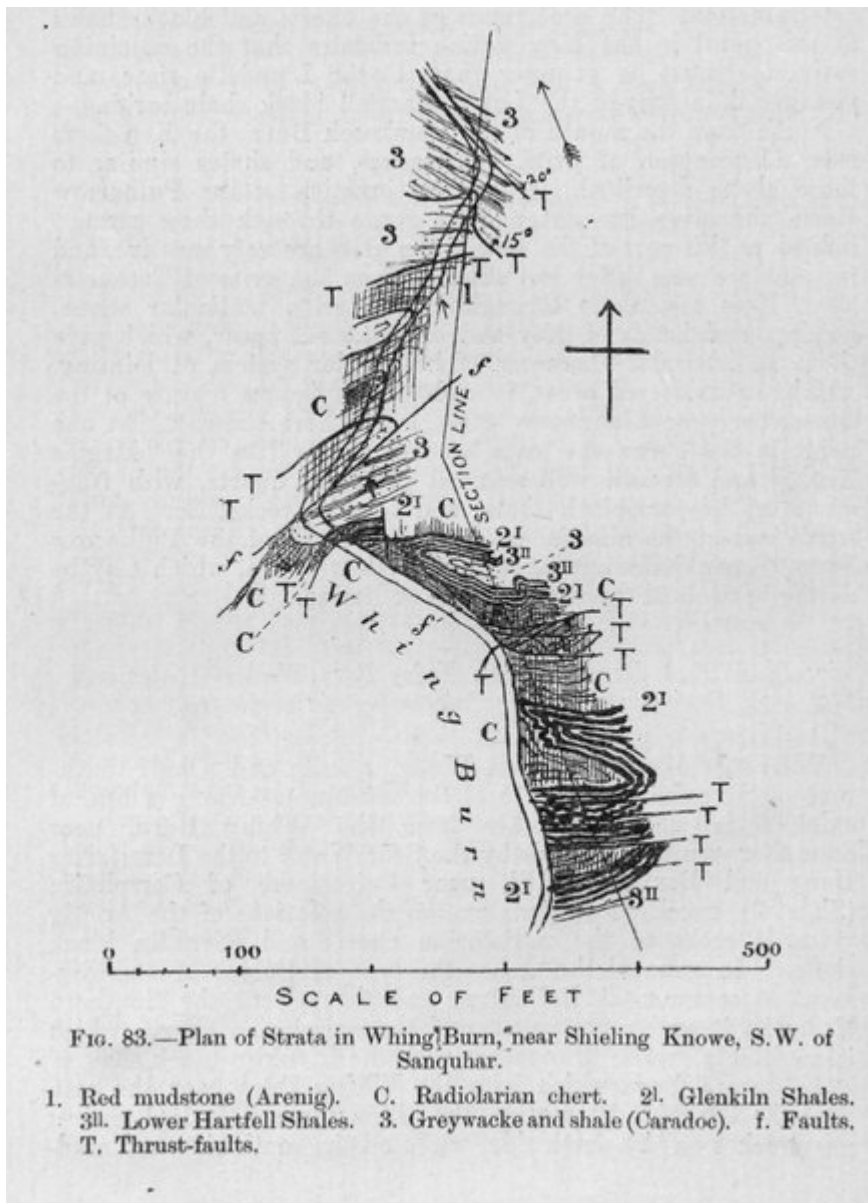 3
3
20°
T
3
15°
T
T
T
1
f
C
3
T
T
2I
C
SECTION LINE
2I
3II
3
3II
2I
C
T
T
T
f
C
T
T
C
C
f
T
C
2I
C
T
T
T
T
2I
3II
Whing Burn
0 100 500
SCALE OF FEET
FIG. 83.—Plan of Strata in Whing Burn, near Shieling Knowe, S.W. of
Sanquhar.
1. Red mudstone (Arenig). C. Radiolarian chert. 2I. Glenkiln Shales.
3II. Lower Hartfell Shales. 3. Greywacke and shale (Caradoc). f. Faults.
T. Thrust-faults.